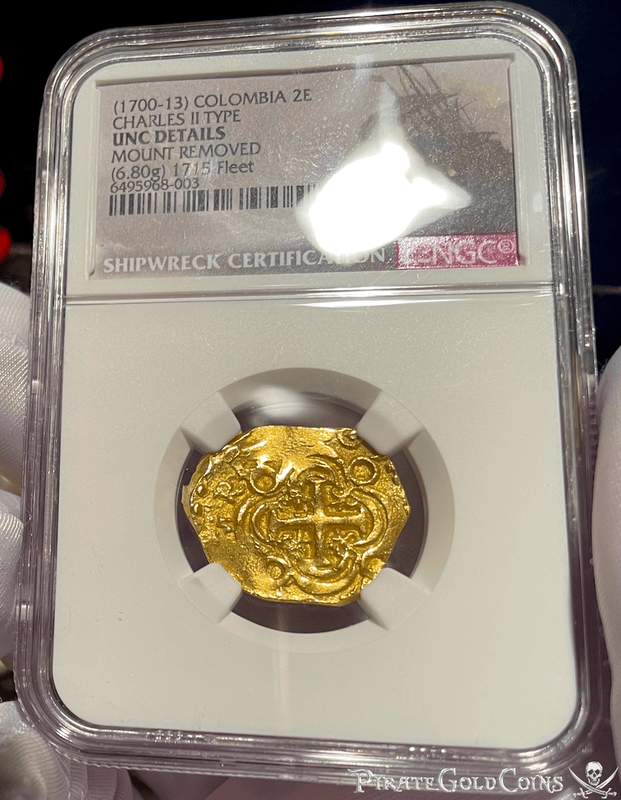 (1700-13) COLOMBIA 2E
CHARLES II TYPE
UNC DETAILS
MOUNT REMOVED
(6.80g) 1715 Fleet
6495968-003
SHIPWRECK CERTIFICATION NGC®
PIRATEGOLDCOINS